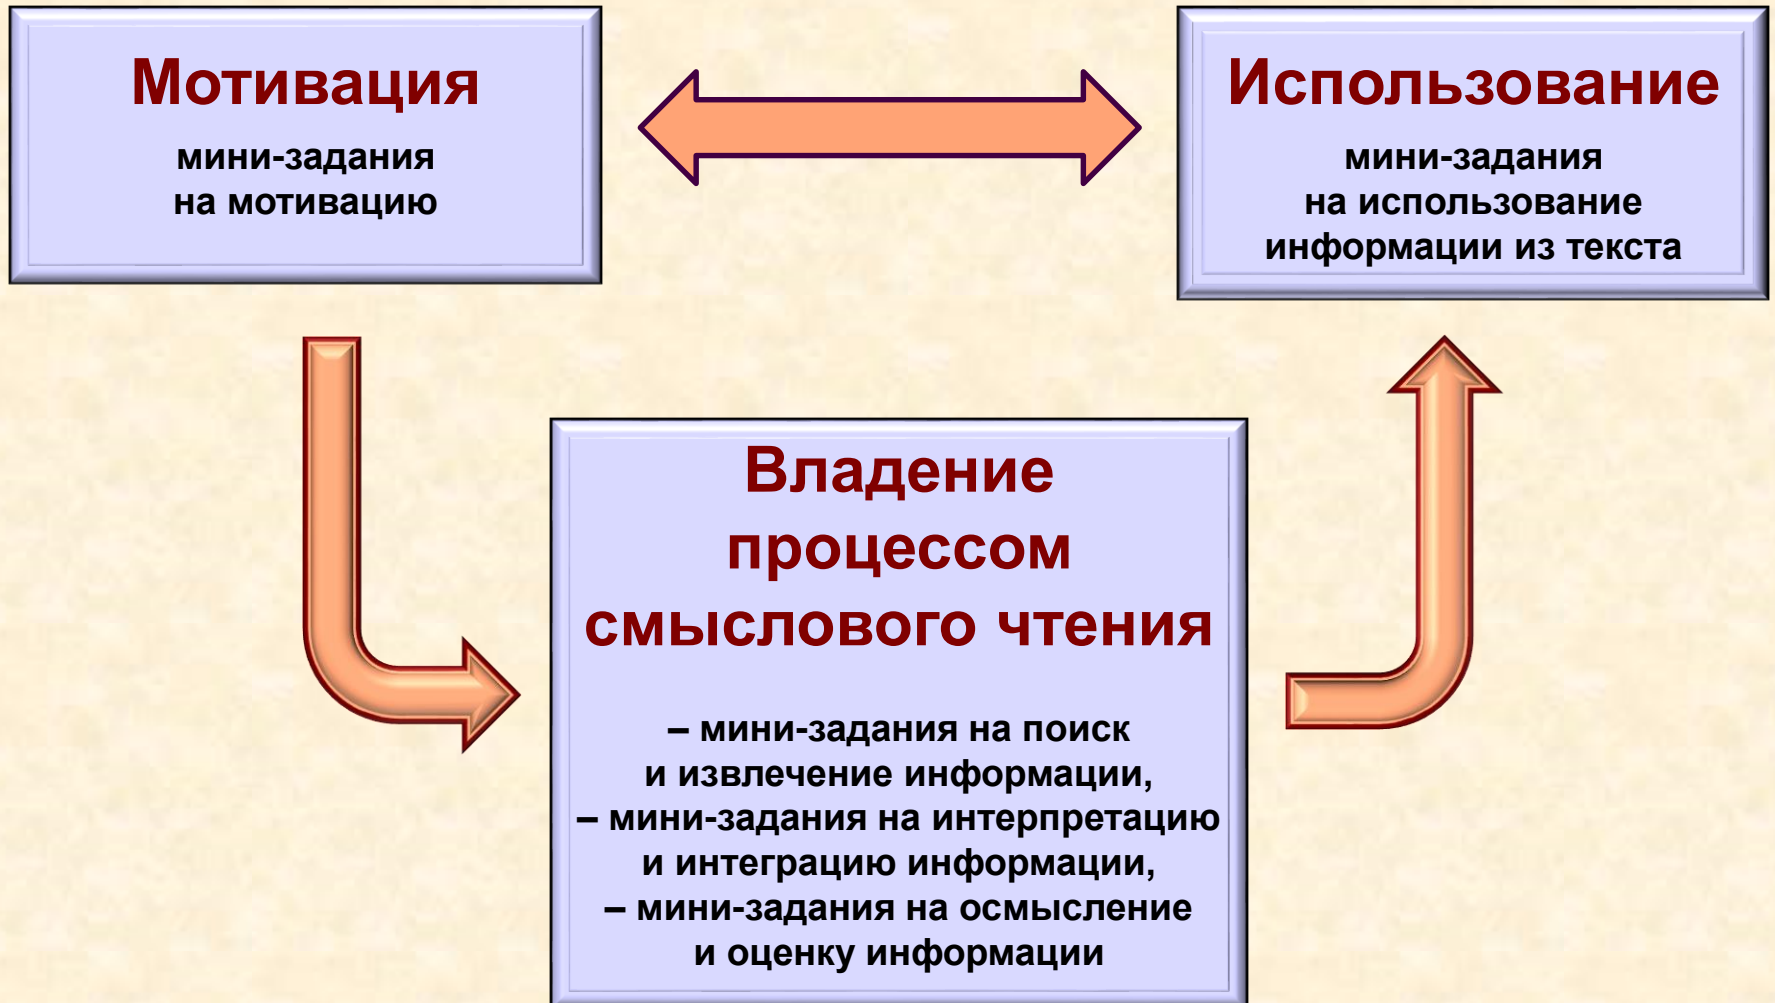 Мотивация
мини-задания
на мотивацию
Использование
мини-задания
на использование
информации из текста
Владение
процессом
смыслового чтения
– мини-задания на поиск
и извлечение информации,
– мини-задания на интерпретацию
и интеграцию информации,
– мини-задания на осмысление
и оценку информации